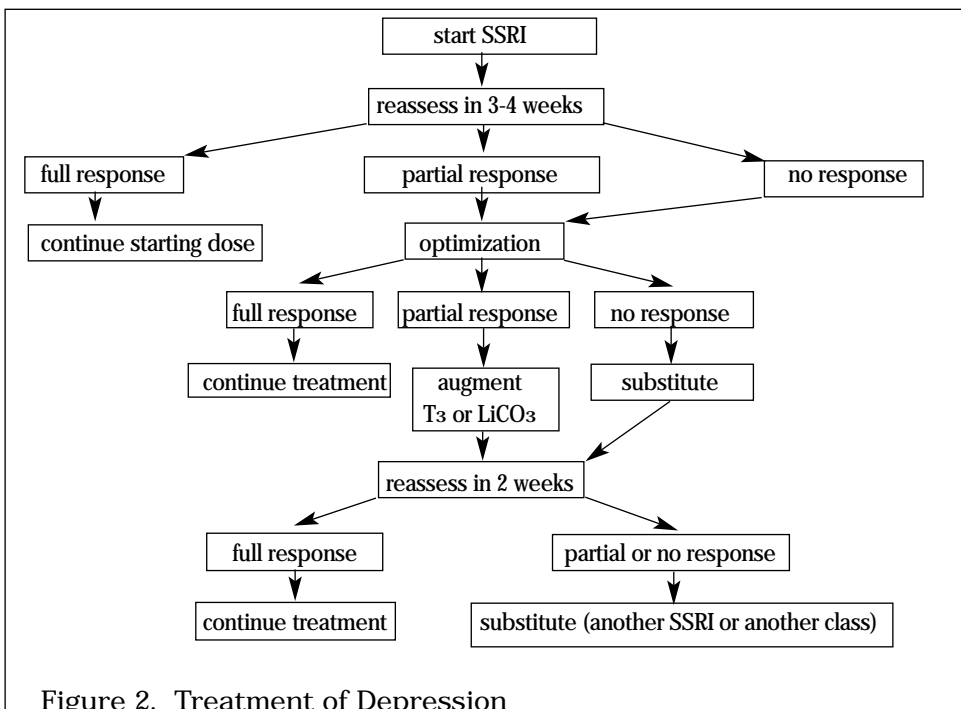 start SSRI
reassess in 3-4 weeks
full response
partial response
no response
continue starting dose
optimization
full response
partial response
no response
continue treatment
augment
T3 or LiCO3
substitute
reassess in 2 weeks
full response
partial or no response
continue treatment
substitute (another SSRI or another class)
Figure 2. Treatment of Depression